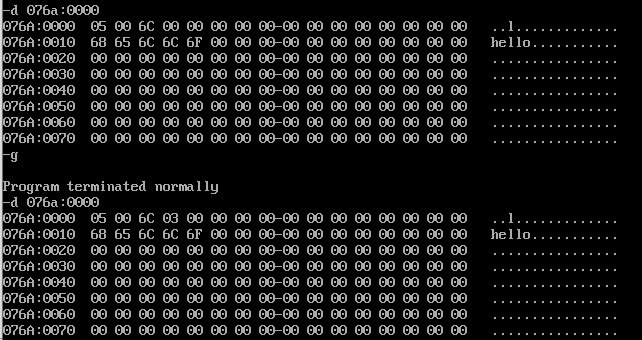 -d 076a:0000
076A:0000  05 00 6C 00 00 00 00 00-00 00 00 00 00 00 00 00   ..l.............
076A:0010  68 65 6C 6C 6F 00 00 00-00 00 00 00 00 00 00 00   hello...........
076A:0020  00 00 00 00 00 00 00 00-00 00 00 00 00 00 00 00   ................
076A:0030  00 00 00 00 00 00 00 00-00 00 00 00 00 00 00 00   ................
076A:0040  00 00 00 00 00 00 00 00-00 00 00 00 00 00 00 00   ................
076A:0050  00 00 00 00 00 00 00 00-00 00 00 00 00 00 00 00   ................
076A:0060  00 00 00 00 00 00 00 00-00 00 00 00 00 00 00 00   ................
076A:0070  00 00 00 00 00 00 00 00-00 00 00 00 00 00 00 00   ................
-g
Program terminated normally
-d 076a:0000
076A:0000  05 00 6C 03 00 00 00 00-00 00 00 00 00 00 00 00   ..l.............
076A:0010  68 65 6C 6C 6F 00 00 00-00 00 00 00 00 00 00 00   hello...........
076A:0020  00 00 00 00 00 00 00 00-00 00 00 00 00 00 00 00   ................
076A:0030  00 00 00 00 00 00 00 00-00 00 00 00 00 00 00 00   ................
076A:0040  00 00 00 00 00 00 00 00-00 00 00 00 00 00 00 00   ................
076A:0050  00 00 00 00 00 00 00 00-00 00 00 00 00 00 00 00   ................
076A:0060  00 00 00 00 00 00 00 00-00 00 00 00 00 00 00 00   ................
076A:0070  00 00 00 00 00 00 00 00-00 00 00 00 00 00 00 00   ................